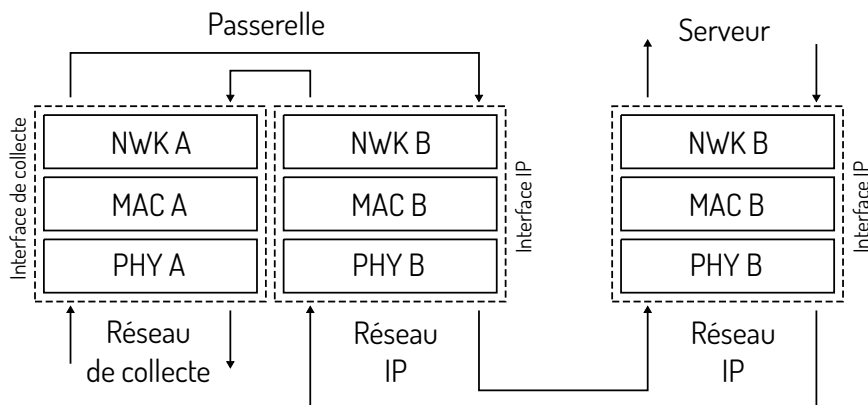 Passerelle
Serveur
Interface de collecte
NWK A
MAC A
PHY A
NWK B
MAC B
PHY B
Interface IP
NWK B
MAC B
PHY B
Interface IP
Réseau
de collecte
Réseau
IP
Réseau
IP